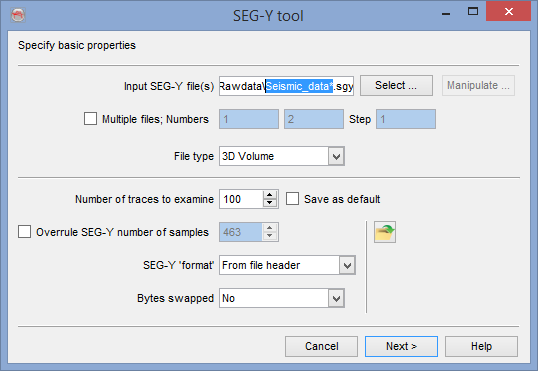 SEG-Y tool
Specify basic properties
Input SEG-Y file(s) Rawdata\Seismic_data*.sgy Select ... Manipulate ...
Multiple files; Numbers 1 2 Step 1
File type 3D Volume
Number of traces to examine 100 Save as default
Overrule SEG-Y number of samples 463
SEG-Y 'format' From file header
Bytes swapped No
Cancel Next > Help